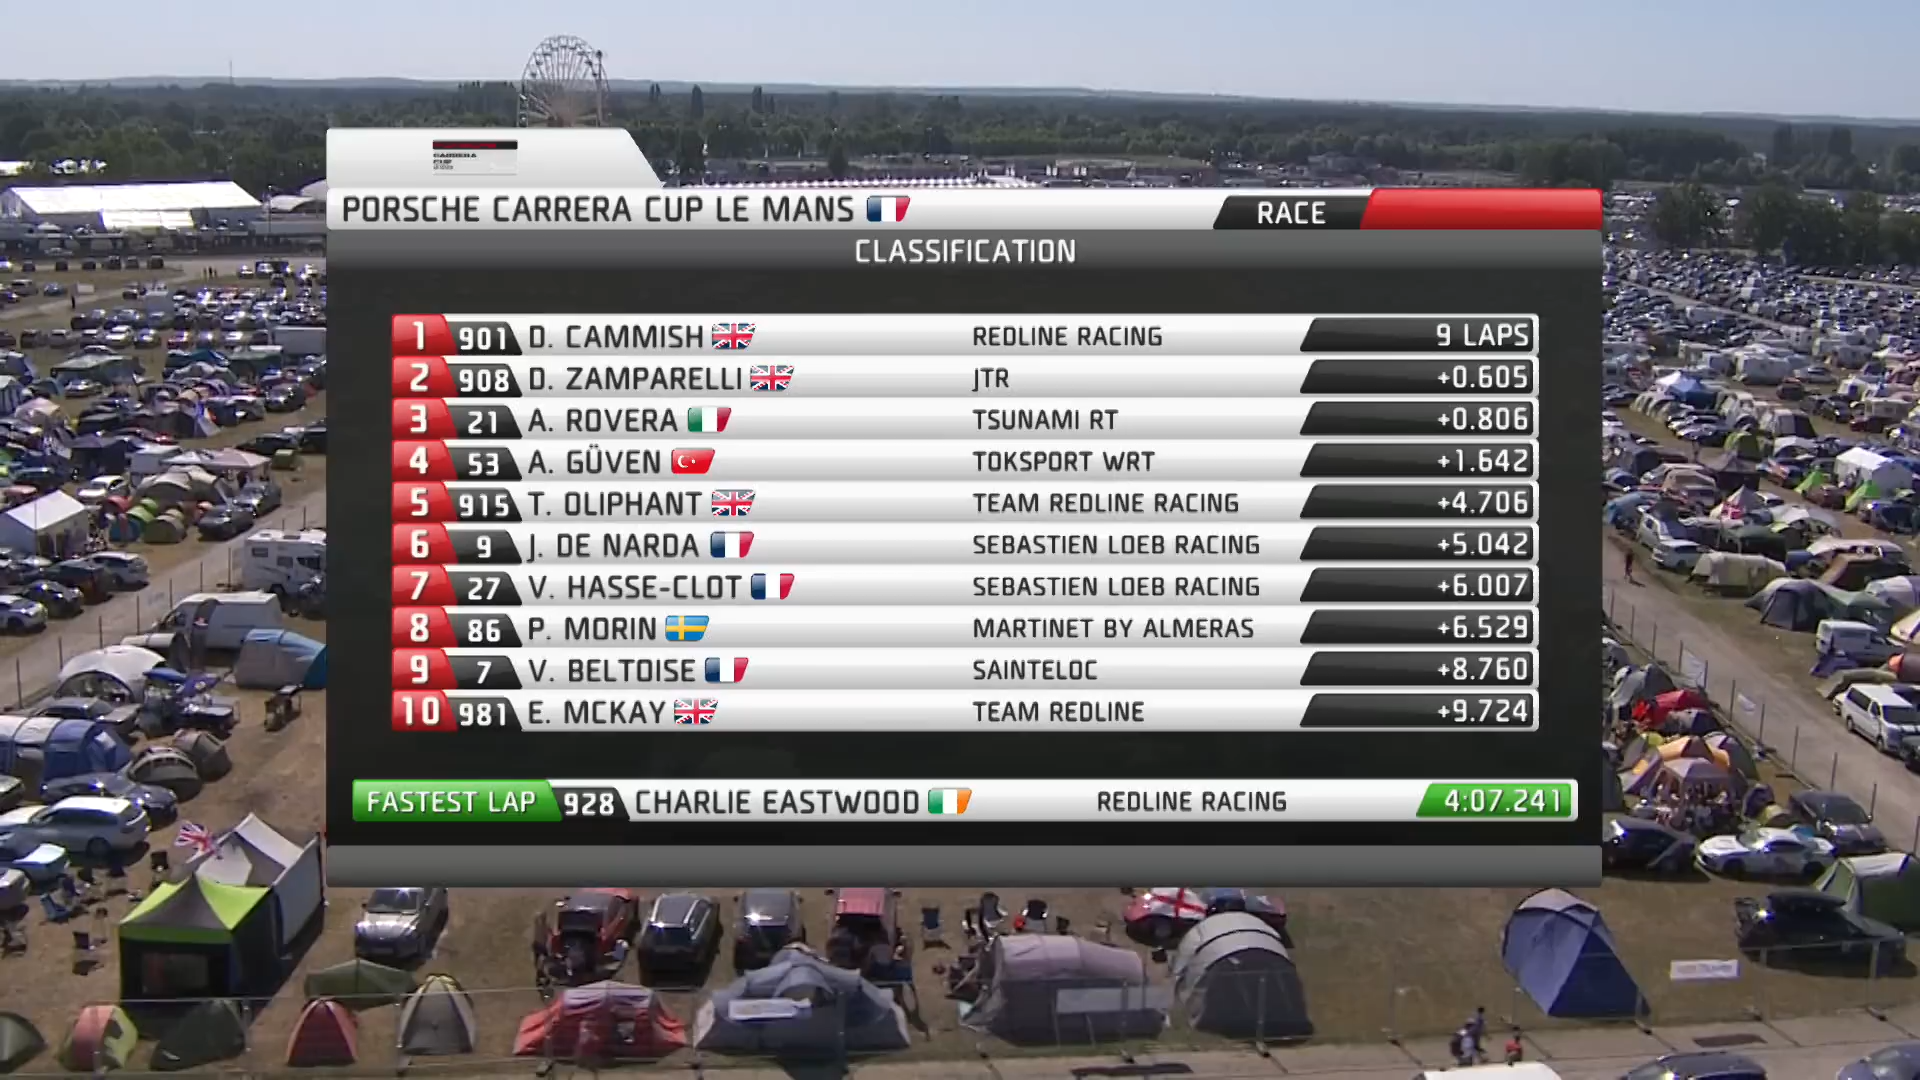 CARRERA
CUP
PORSCHE CARRERA CUP LE MANS
RACE
CLASSIFICATION
1 901 D. CAMMISH REDLINE RACING 9 LAPS
2 908 D. ZAMPARELLI JTR +0.605
3 21 A. ROVERA TSUNAMI RT +0.806
4 53 A. GÜVEN TOKSPORT WRT +1.642
5 915 T. OLIPHANT TEAM REDLINE RACING +4.706
6 9 J. DE NARDA SEBASTIEN LOEB RACING +5.042
7 27 V. HASSE-CLOT SEBASTIEN LOEB RACING +6.007
8 86 P. MORIN MARTINET BY ALMERAS +6.529
9 7 V. BELTOISE SAINTELOC +8.760
10 981 E. MCKAY TEAM REDLINE +9.724
FASTEST LAP 928 CHARLIE EASTWOOD REDLINE RACING 4:07.241